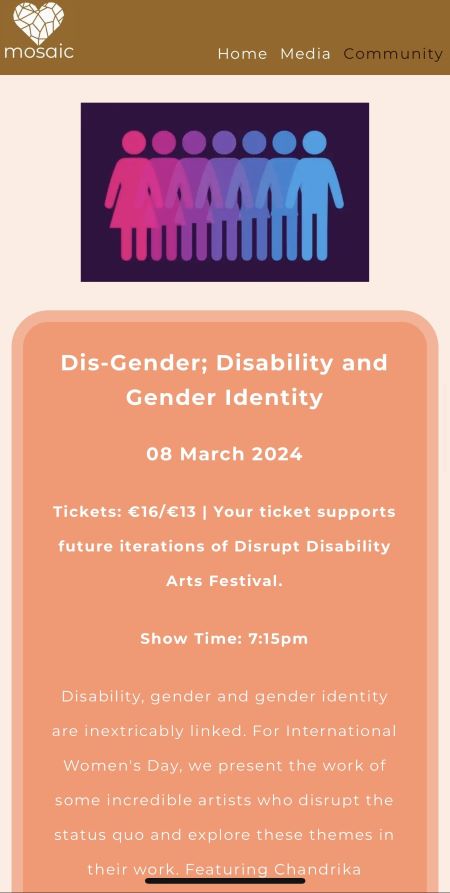 mosaic
Home Media Community
Dis-Gender; Disability and
Gender Identity
08 March 2024
Tickets: €16/€13 | Your ticket supports
future iterations of Disrupt Disability
Arts Festival.
Show Time: 7:15pm
Disability, gender and gender identity
are inextricably linked. For International
Women's Day, we present the work of
some incredible artists who disrupt the
status quo and explore these themes in
their work. Featuring Chandrika